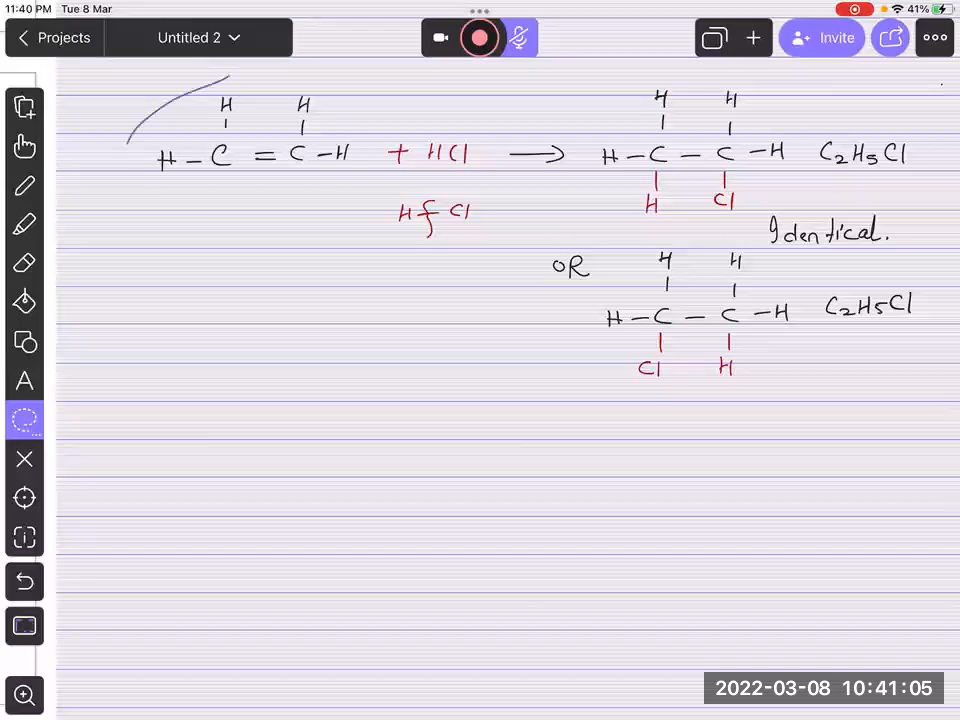 11:40 PM Tue 8 Mar 41%
Projects Untitled 2 Invite
H H H H
H - C = C - H + HCl → H - C - C - H C₂H₅Cl
H Cl H Cl
Identical.
OR H H
H - C - C - H C₂H₅Cl
Cl H
A
2022-03-08 10:41:05